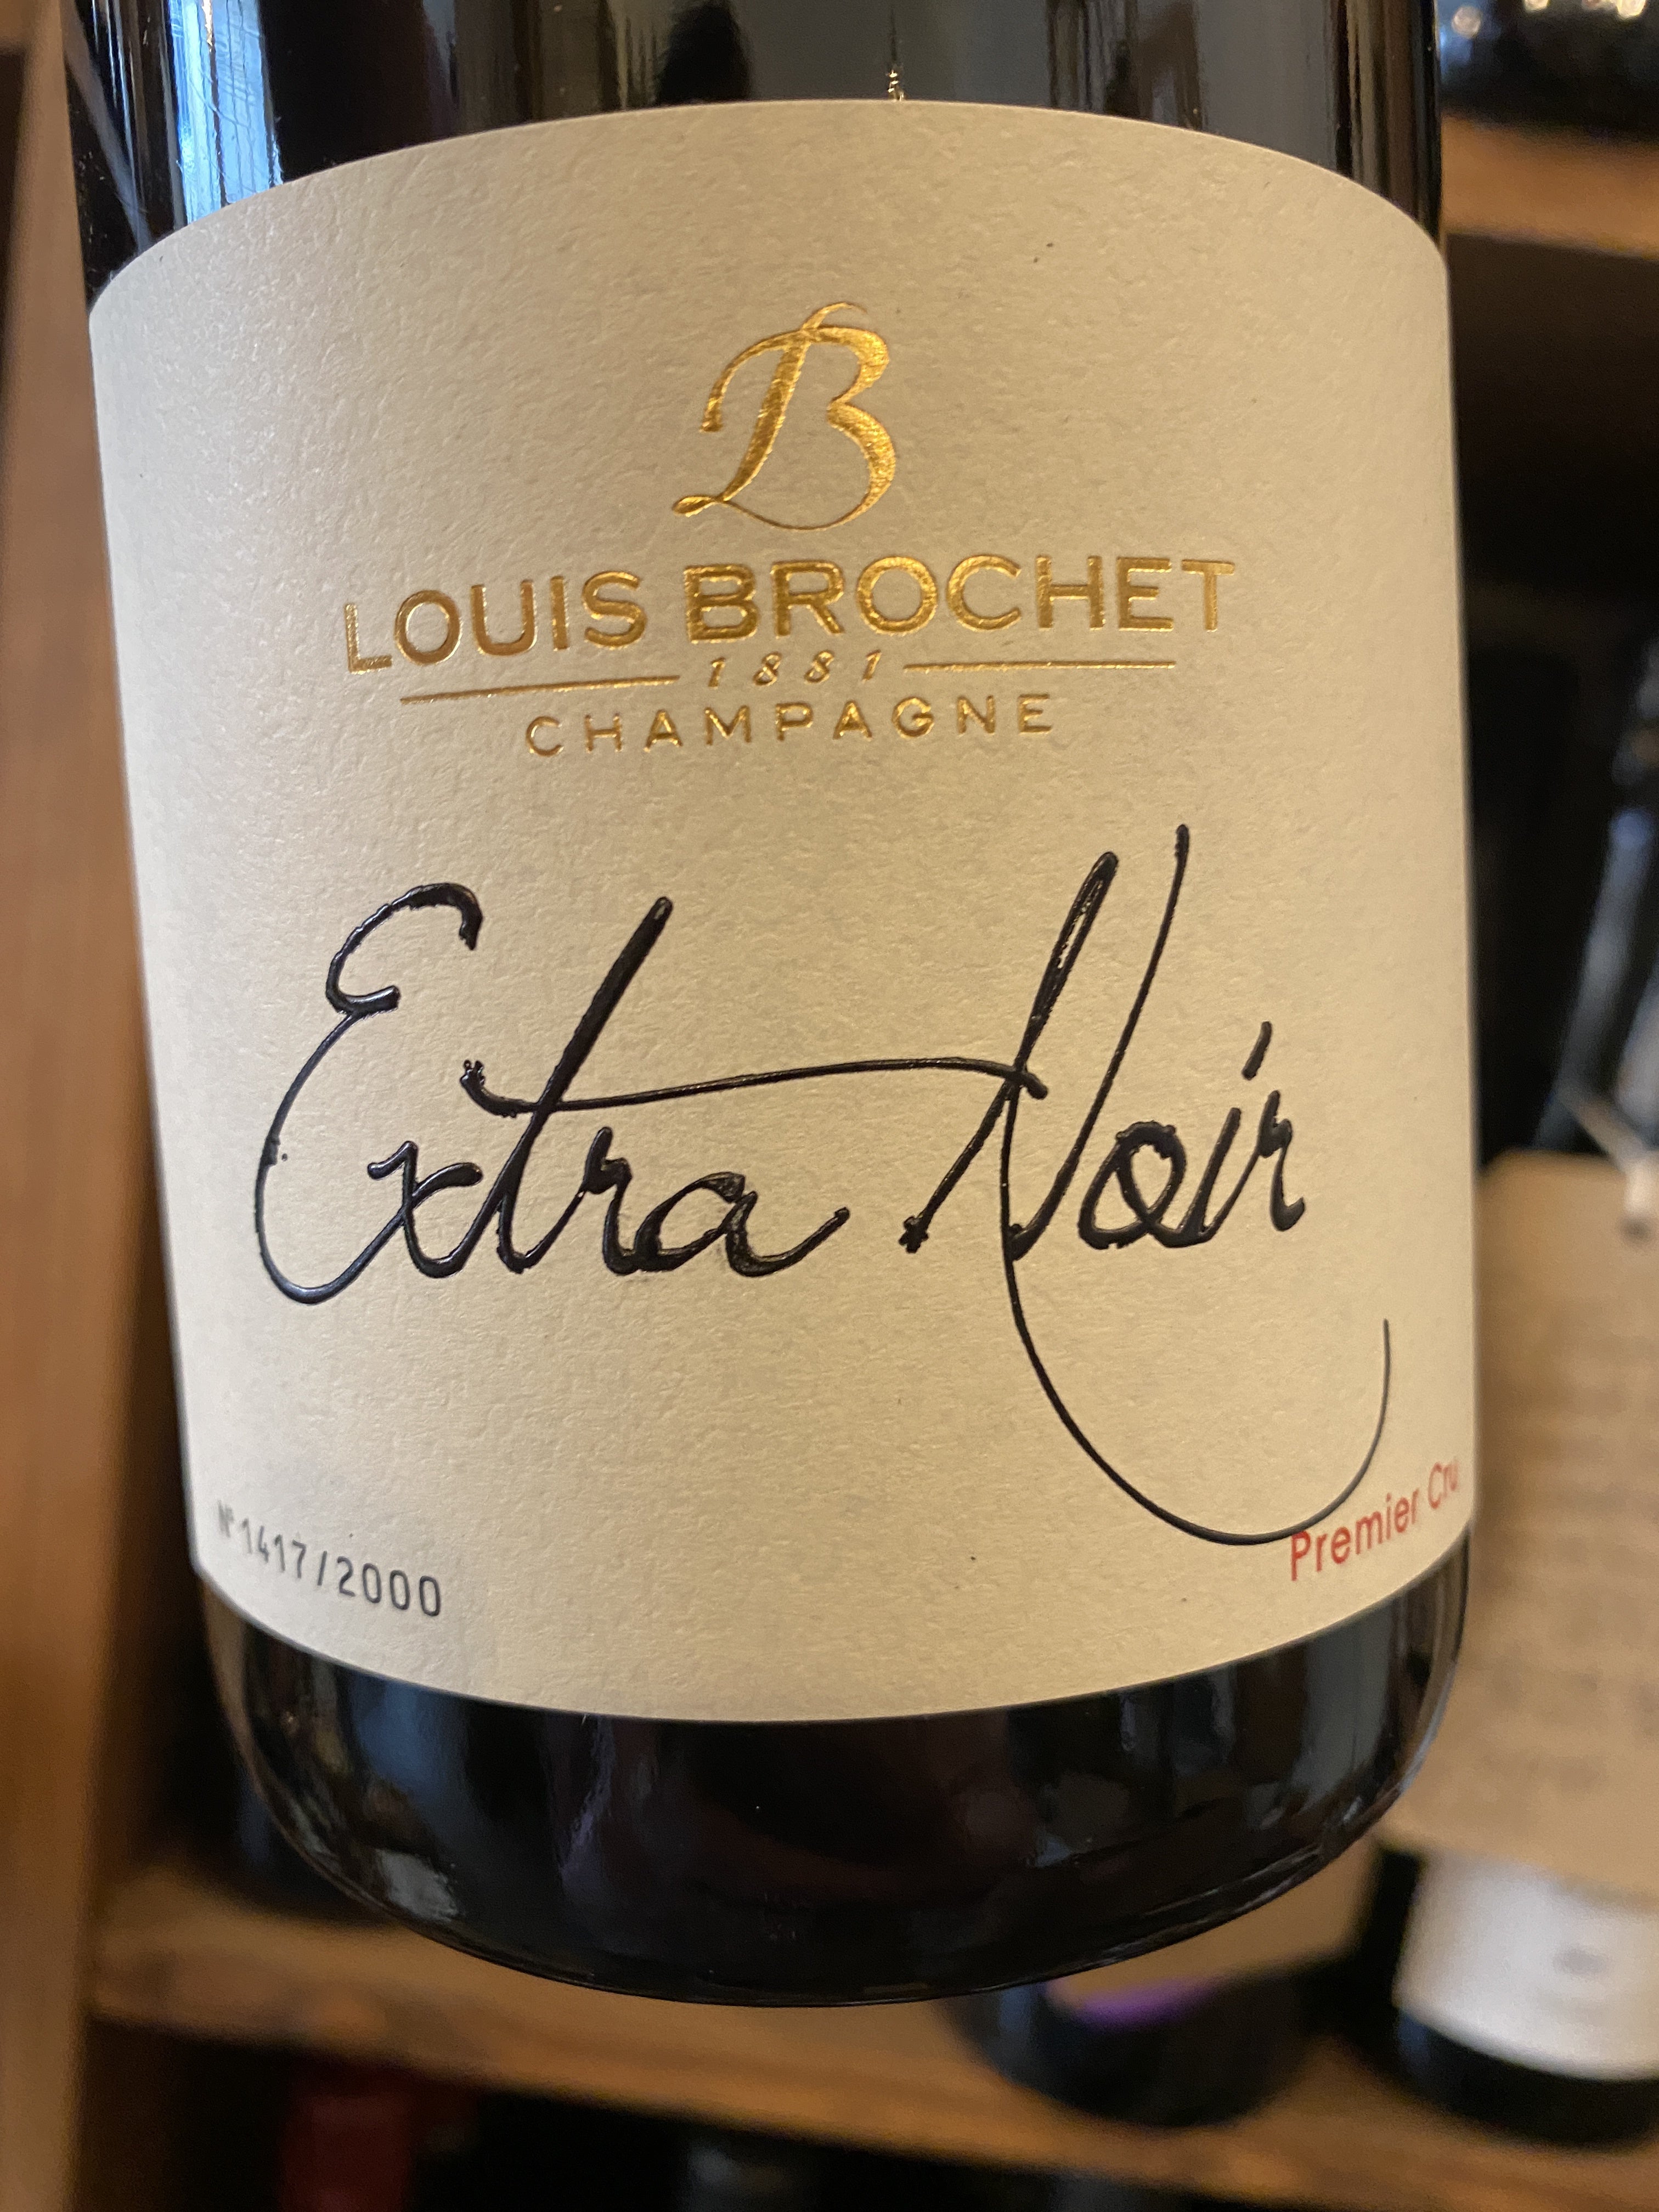 B
LOUIS BROCHET
1881
CHAMPAGNE
Extra Noir
N° 1417/2000
Premier Cru